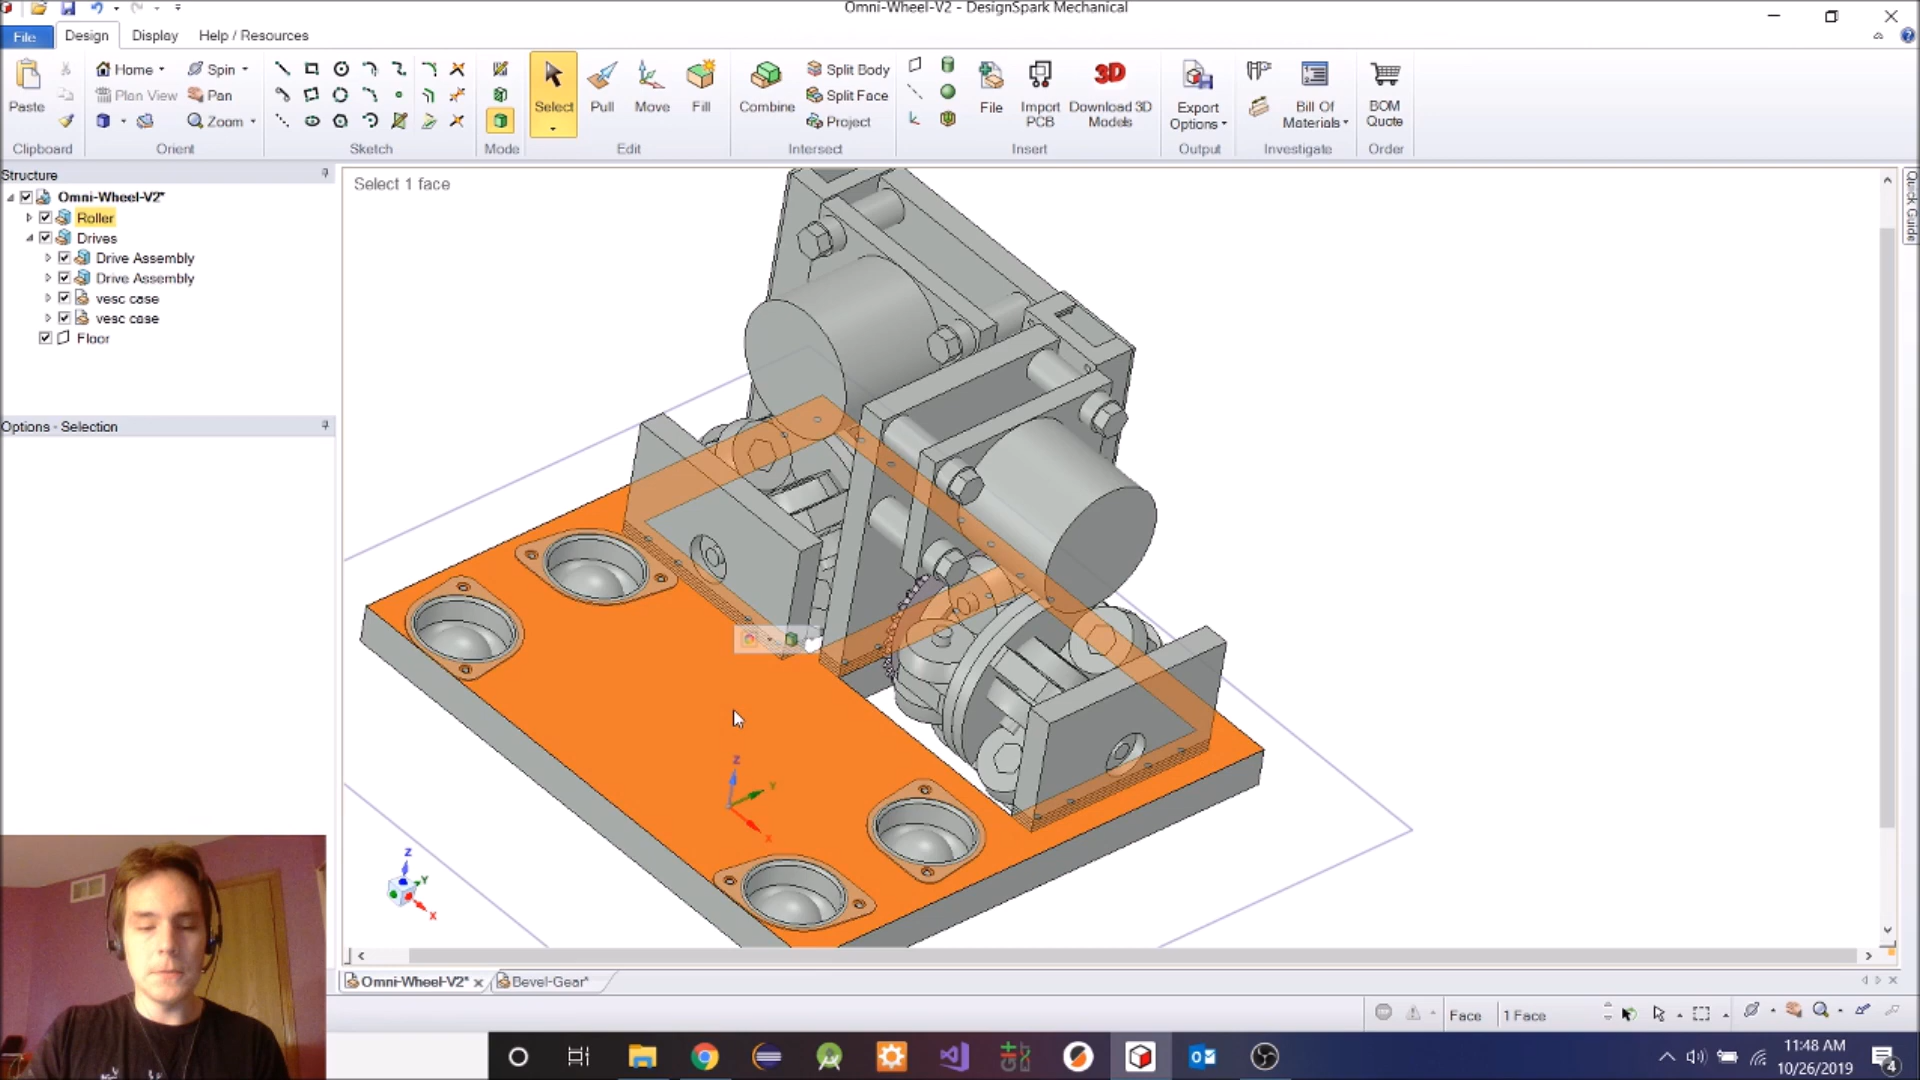 Omni-Wheel-V2 - DesignSpark Mechanical
File
Design
Display
Help / Resources
Paste
Home
Spin
Plan View
Pan
Zoom
Select
Pull
Move
Fill
Combine
Split Body
Split Face
Project
File
Import
PCB
3D
Download 3D
Models
Export
Options
Bill Of
Materials
BOM
Quote
Clipboard
Orient
Sketch
Mode
Edit
Intersect
Insert
Output
Investigate
Order
Structure
Omni-Wheel-V2*
Roller
Drives
Drive Assembly
Drive Assembly
vesc case
vesc case
Floor
Options - Selection
Select 1 face
Quick Guide
Z
Y
X
Z
Y
X
Omni-Wheel-V2*
Bevel-Gear*
Face
1 Face
11:48 AM
10/26/2019
4